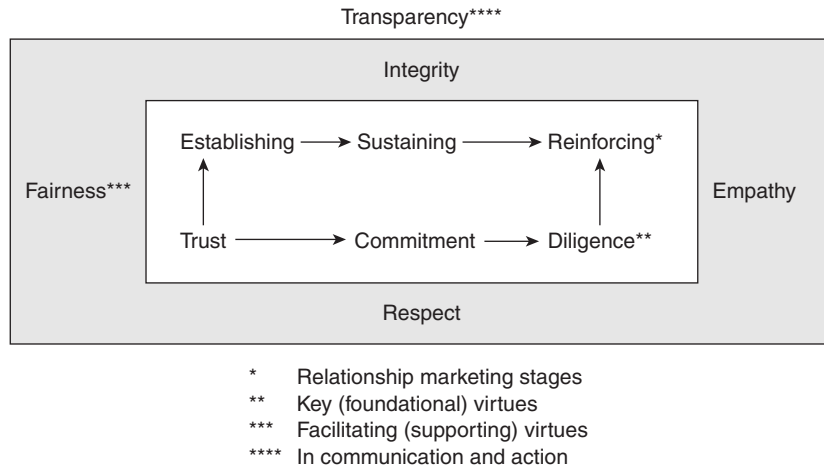 Transparency****
Integrity
Establishing Sustaining Reinforcing*
Fairness*** Empathy
Trust Commitment Diligence**
Respect
* Relationship marketing stages
** Key (foundational) virtues
*** Facilitating (supporting) virtues
**** In communication and action